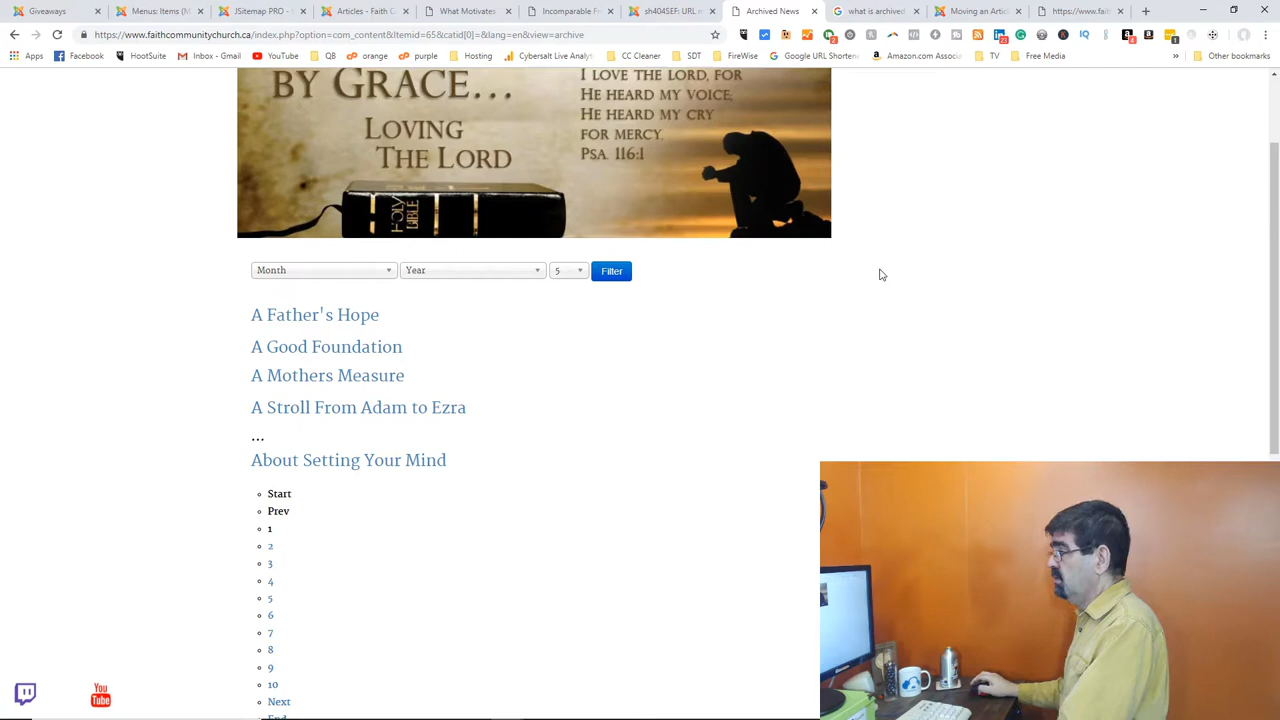 Giveaways
Menus: Items (M
JSitemap PRO - C
Articles - Faith C
What Motivates
Incomparable Fr
sh404SEF: URL m
Archived News
what is archived
Moving an Artic
https://www.fait
https://www.faithcommunitychurch.ca/index.php?option=com_content&Itemid=65&catid[0]=&lang=en&view=archive
Apps
Facebook
HootSuite
Inbox - Gmail
YouTube
QB
orange
purple
Hosting
Cybersalt Live Analy
CC Cleaner
SDT
FireWise
Google URL Shortene
Amazon.com Associ
TV
Free Media
»
Other bookmarks
BY GRACE...
LOVING
THE LORD
I LOVE THE LORD, FOR
HE HEARD MY VOICE;
HE HEARD MY CRY
FOR MERCY.
PSA. 116:1
HOLY
BIBLE
Month
Year
5
Filter
A Father's Hope
A Good Foundation
A Mothers Measure
A Stroll From Adam to Ezra
...
About Setting Your Mind
Start
Prev
1
2
3
4
5
6
7
8
9
10
Next
End
You
Tube